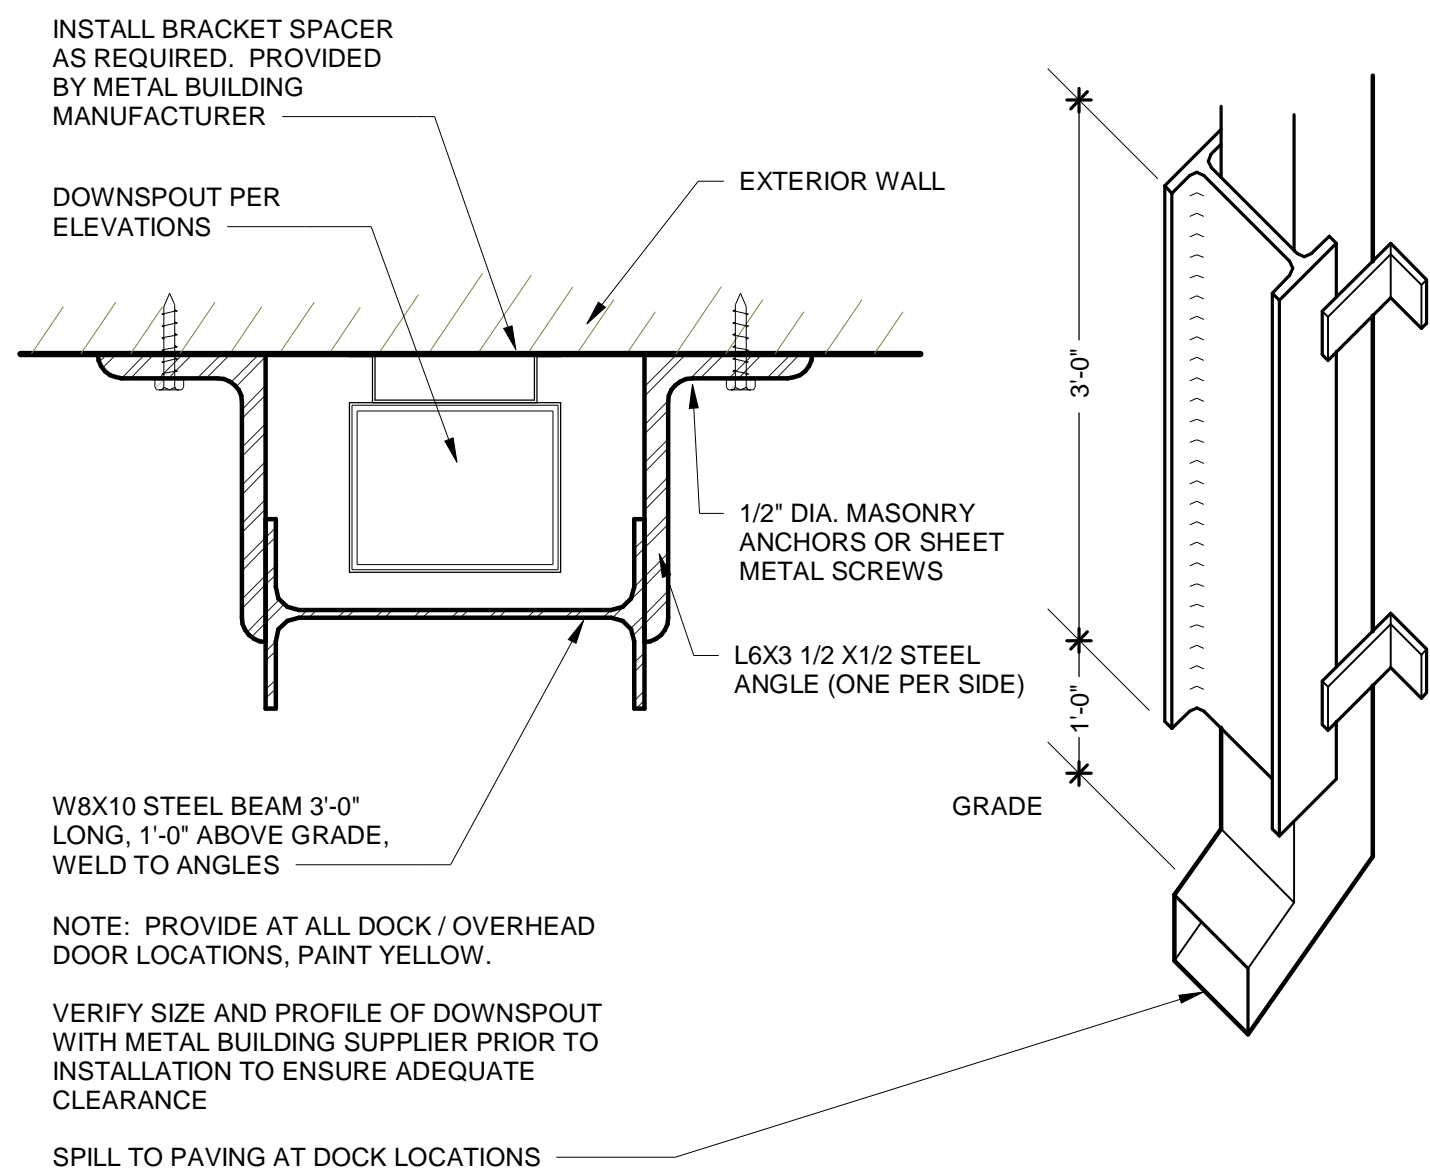 INSTALL BRACKET SPACER
AS REQUIRED. PROVIDED
BY METAL BUILDING
MANUFACTURER
DOWNSPOUT PER
ELEVATIONS
EXTERIOR WALL
1/2" DIA. MASONRY
ANCHORS OR SHEET
METAL SCREWS
L6X3 1/2 X1/2 STEEL
ANGLE (ONE PER SIDE)
W8X10 STEEL BEAM 3'-0"
LONG, 1'-0" ABOVE GRADE,
WELD TO ANGLES
NOTE: PROVIDE AT ALL DOCK / OVERHEAD
DOOR LOCATIONS, PAINT YELLOW.
VERIFY SIZE AND PROFILE OF DOWNSPOUT
WITH METAL BUILDING SUPPLIER PRIOR TO
INSTALLATION TO ENSURE ADEQUATE
CLEARANCE
SPILL TO PAVING AT DOCK LOCATIONS
3'-0"
1'-0"
GRADE